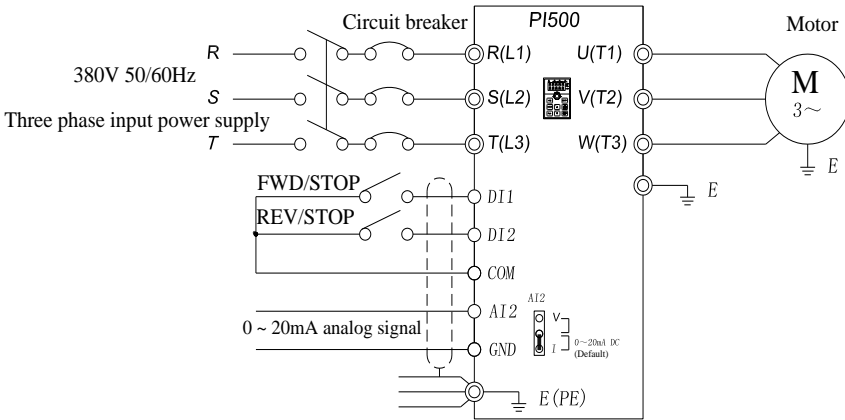 Circuit breaker
PI500
Motor
R
R(L1)
U(T1)
380V 50/60Hz
S
S(L2)
V(T2)
M
3～
Three phase input power supply
T
T(L3)
W(T3)
E
FWD/STOP
DI1
E
REV/STOP
DI2
COM
AI2
AI2
V
0 ~ 20mA analog signal
GND
I
0～20mA DC
(Default)
E(PE)